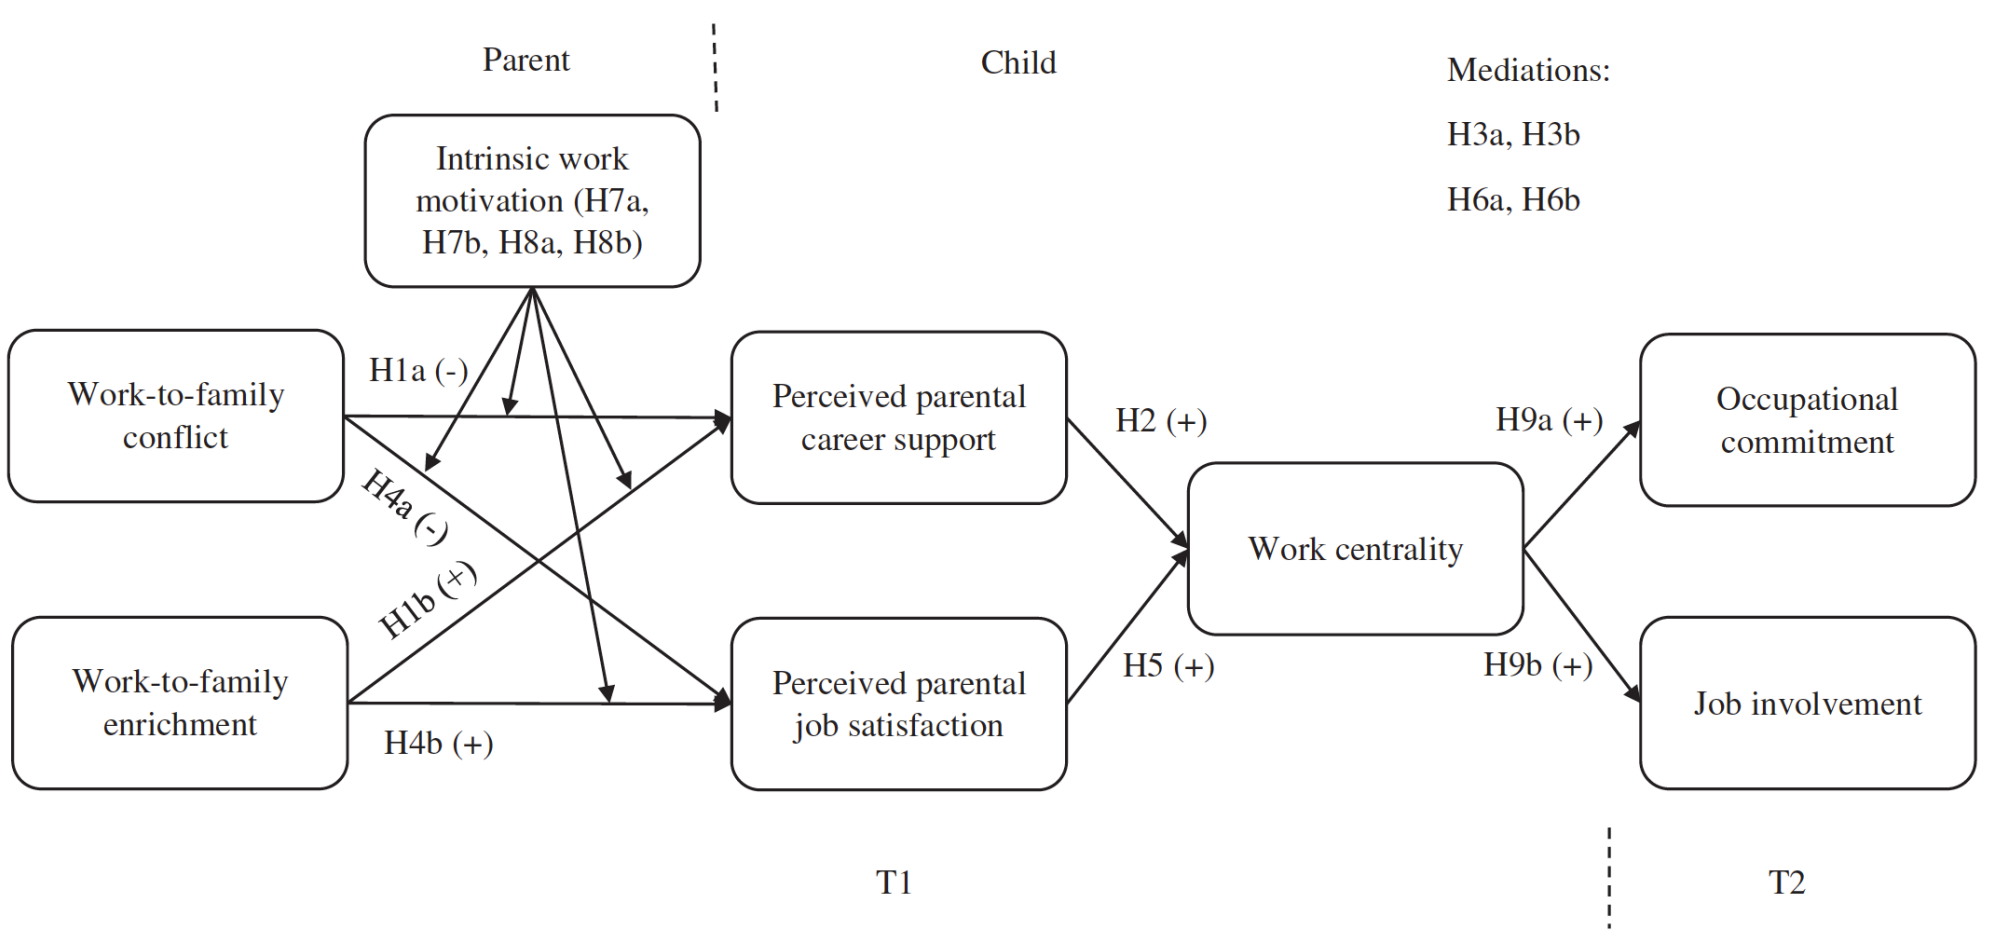 Parent
Child
Mediations:
H3a, H3b
H6a, H6b
Intrinsic work
motivation (H7a,
H7b, H8a, H8b)
Work-to-family
conflict
H1a (-)
H4a (-)
H1b (+)
Work-to-family
enrichment
H4b (+)
Perceived parental
career support
Perceived parental
job satisfaction
H2 (+)
H5 (+)
Work centrality
H9a (+)
H9b (+)
Occupational
commitment
Job involvement
T1
T2